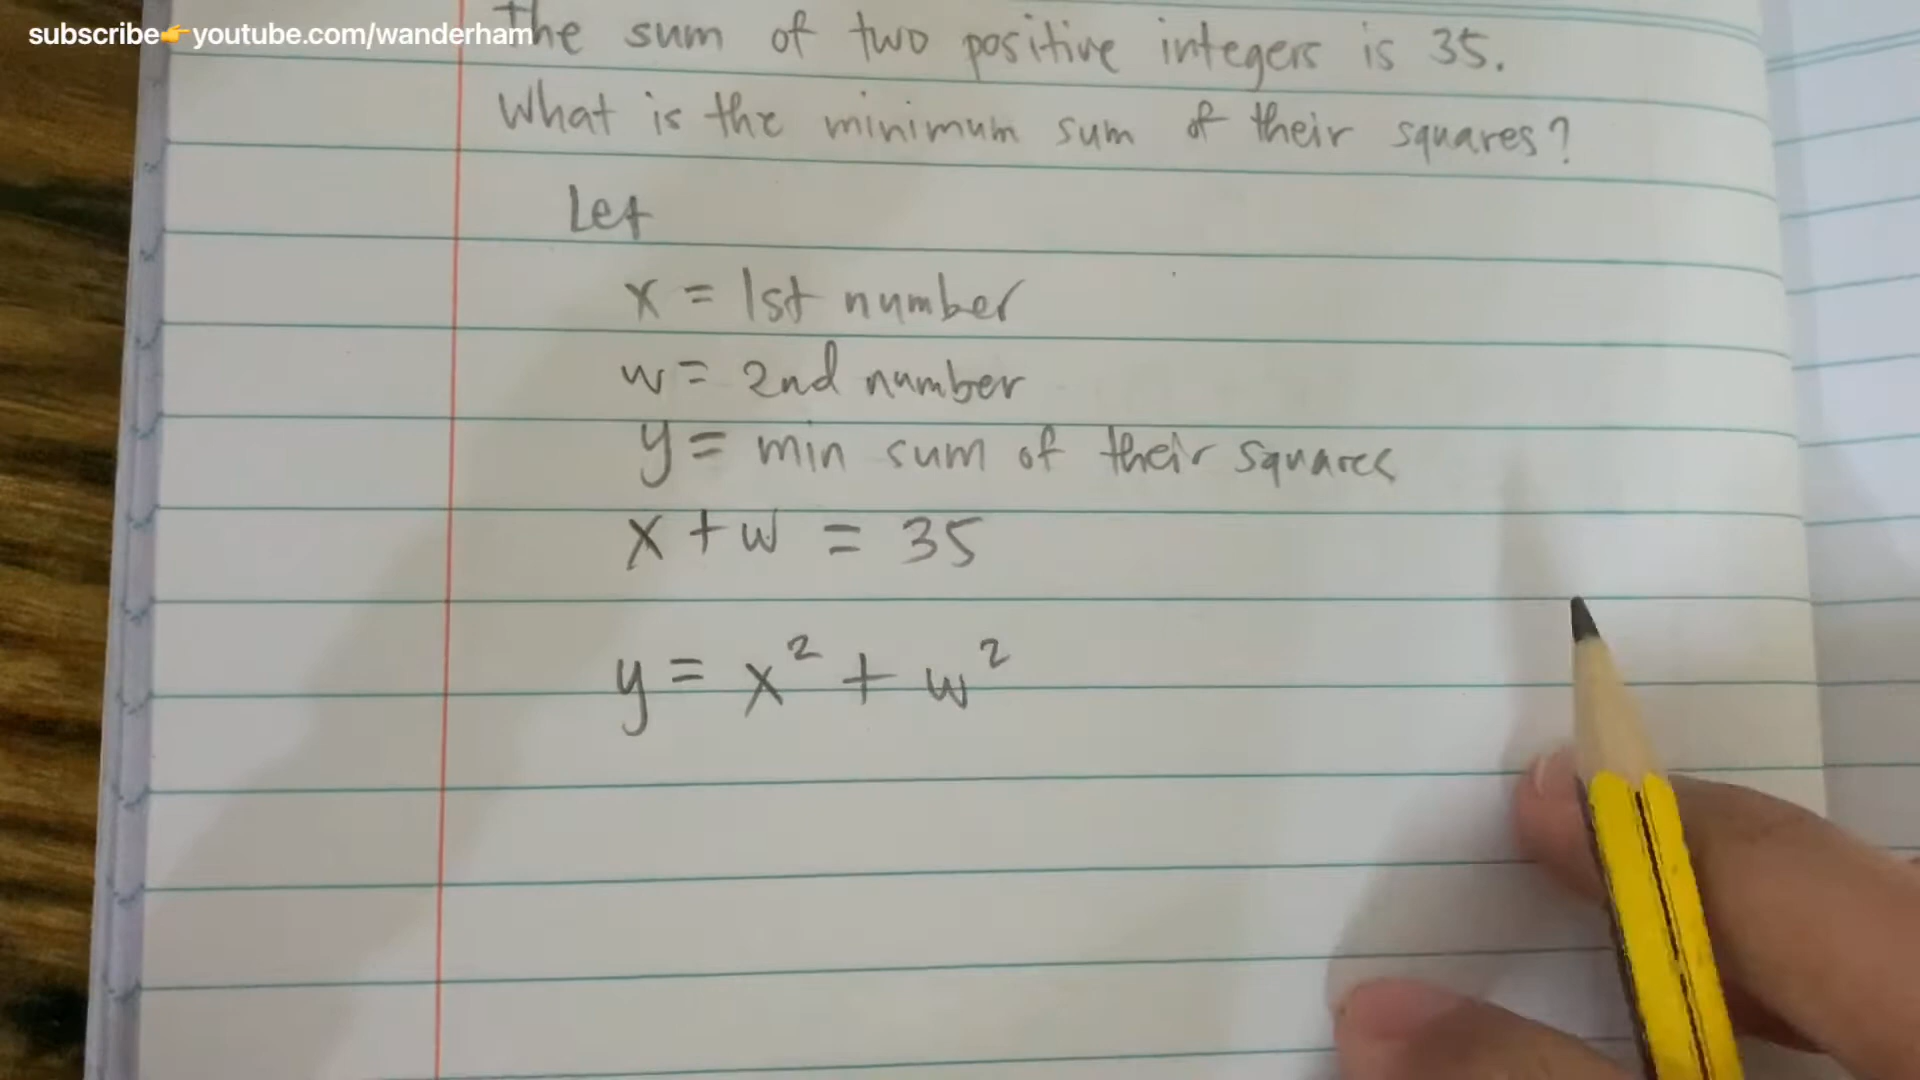 subscribe👉youtube.com/wanderham
The sum of two positive integers is 35.
What is the minimum sum of their squares?
Let
x = 1st number
w = 2nd number
y = min sum of their squares
x + w = 35
y = x² + w²